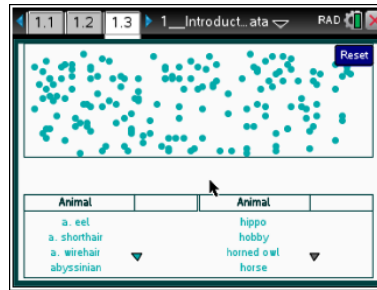 1.1 1.2 1.3 1__Introduct...ata RAD
Reset
Animal Animal
a. eel hippo
a. shorthair hobby
a. wirehair horned owl
abyssinian horse